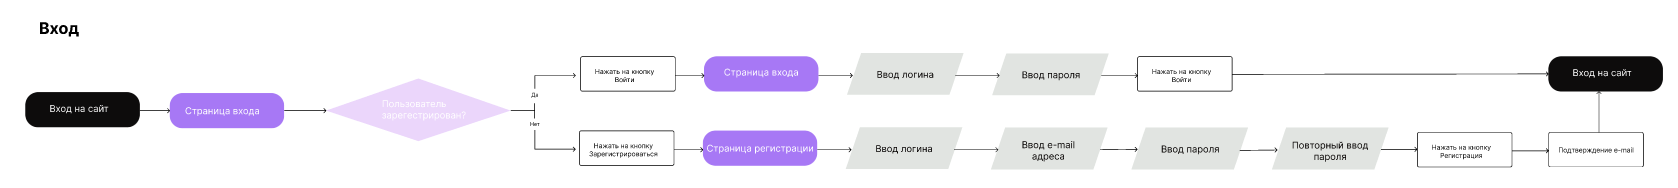 Вход
Вход на сайт
Страница входа
Пользователь
зарегестрирован?
Да
Нажать на кнопку
Войти
Страница входа
Ввод логина
Ввод пароля
Нажать на кнопку
Войти
Вход на сайт
Нет
Нажать на кнопку
Зарегистрироваться
Страница регистрации
Ввод логина
Ввод e-mail
адреса
Ввод пароля
Повторный ввод
пароля
Нажать на кнопку
Регистрация
Подтверждение e-mail